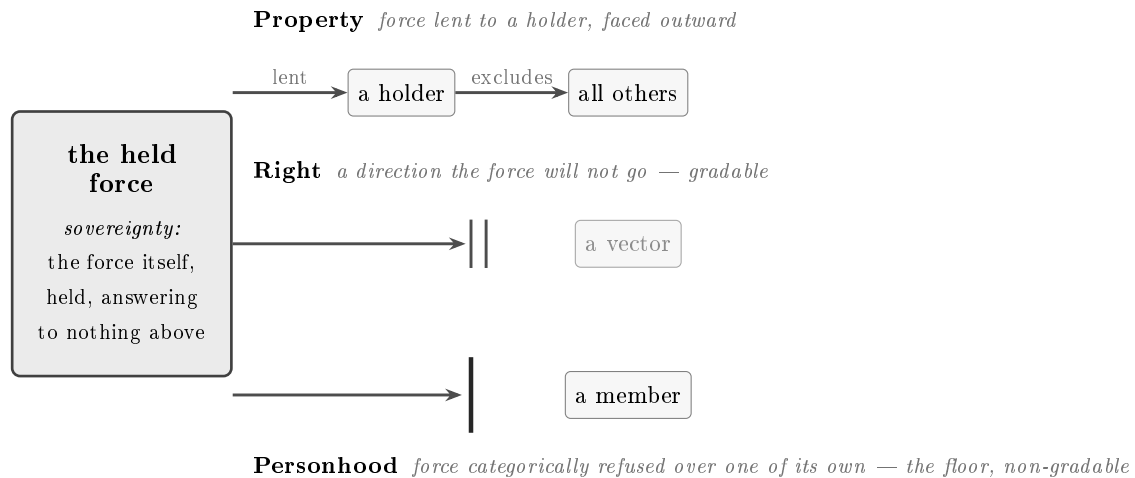 Property force lent to a holder, faced outward
lent
excludes
a holder
all others
the held
force
sovereignty:
the force itself,
held, answering
to nothing above
Right a direction the force will not go — gradable
a vector
a member
Personhood force categorically refused over one of its own — the floor, non-gradable